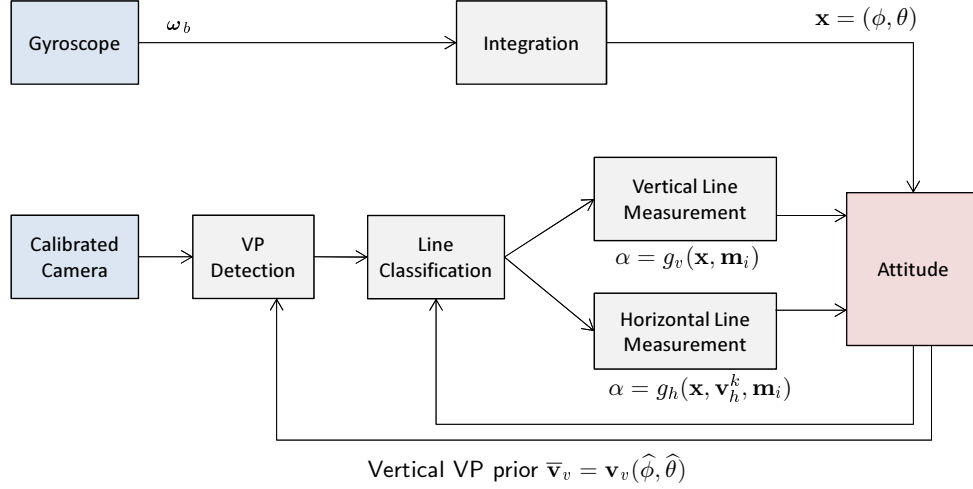 Gyroscope
ω_b
Integration
x = (ϕ, θ)
Calibrated
Camera
VP
Detection
Line
Classification
Vertical Line
Measurement
α = g_v(x, m_i)
Horizontal Line
Measurement
α = g_h(x, v_h^k, m_i)
Attitude
Vertical VP prior v̅_v = v_v(ϕ̂, θ̂)